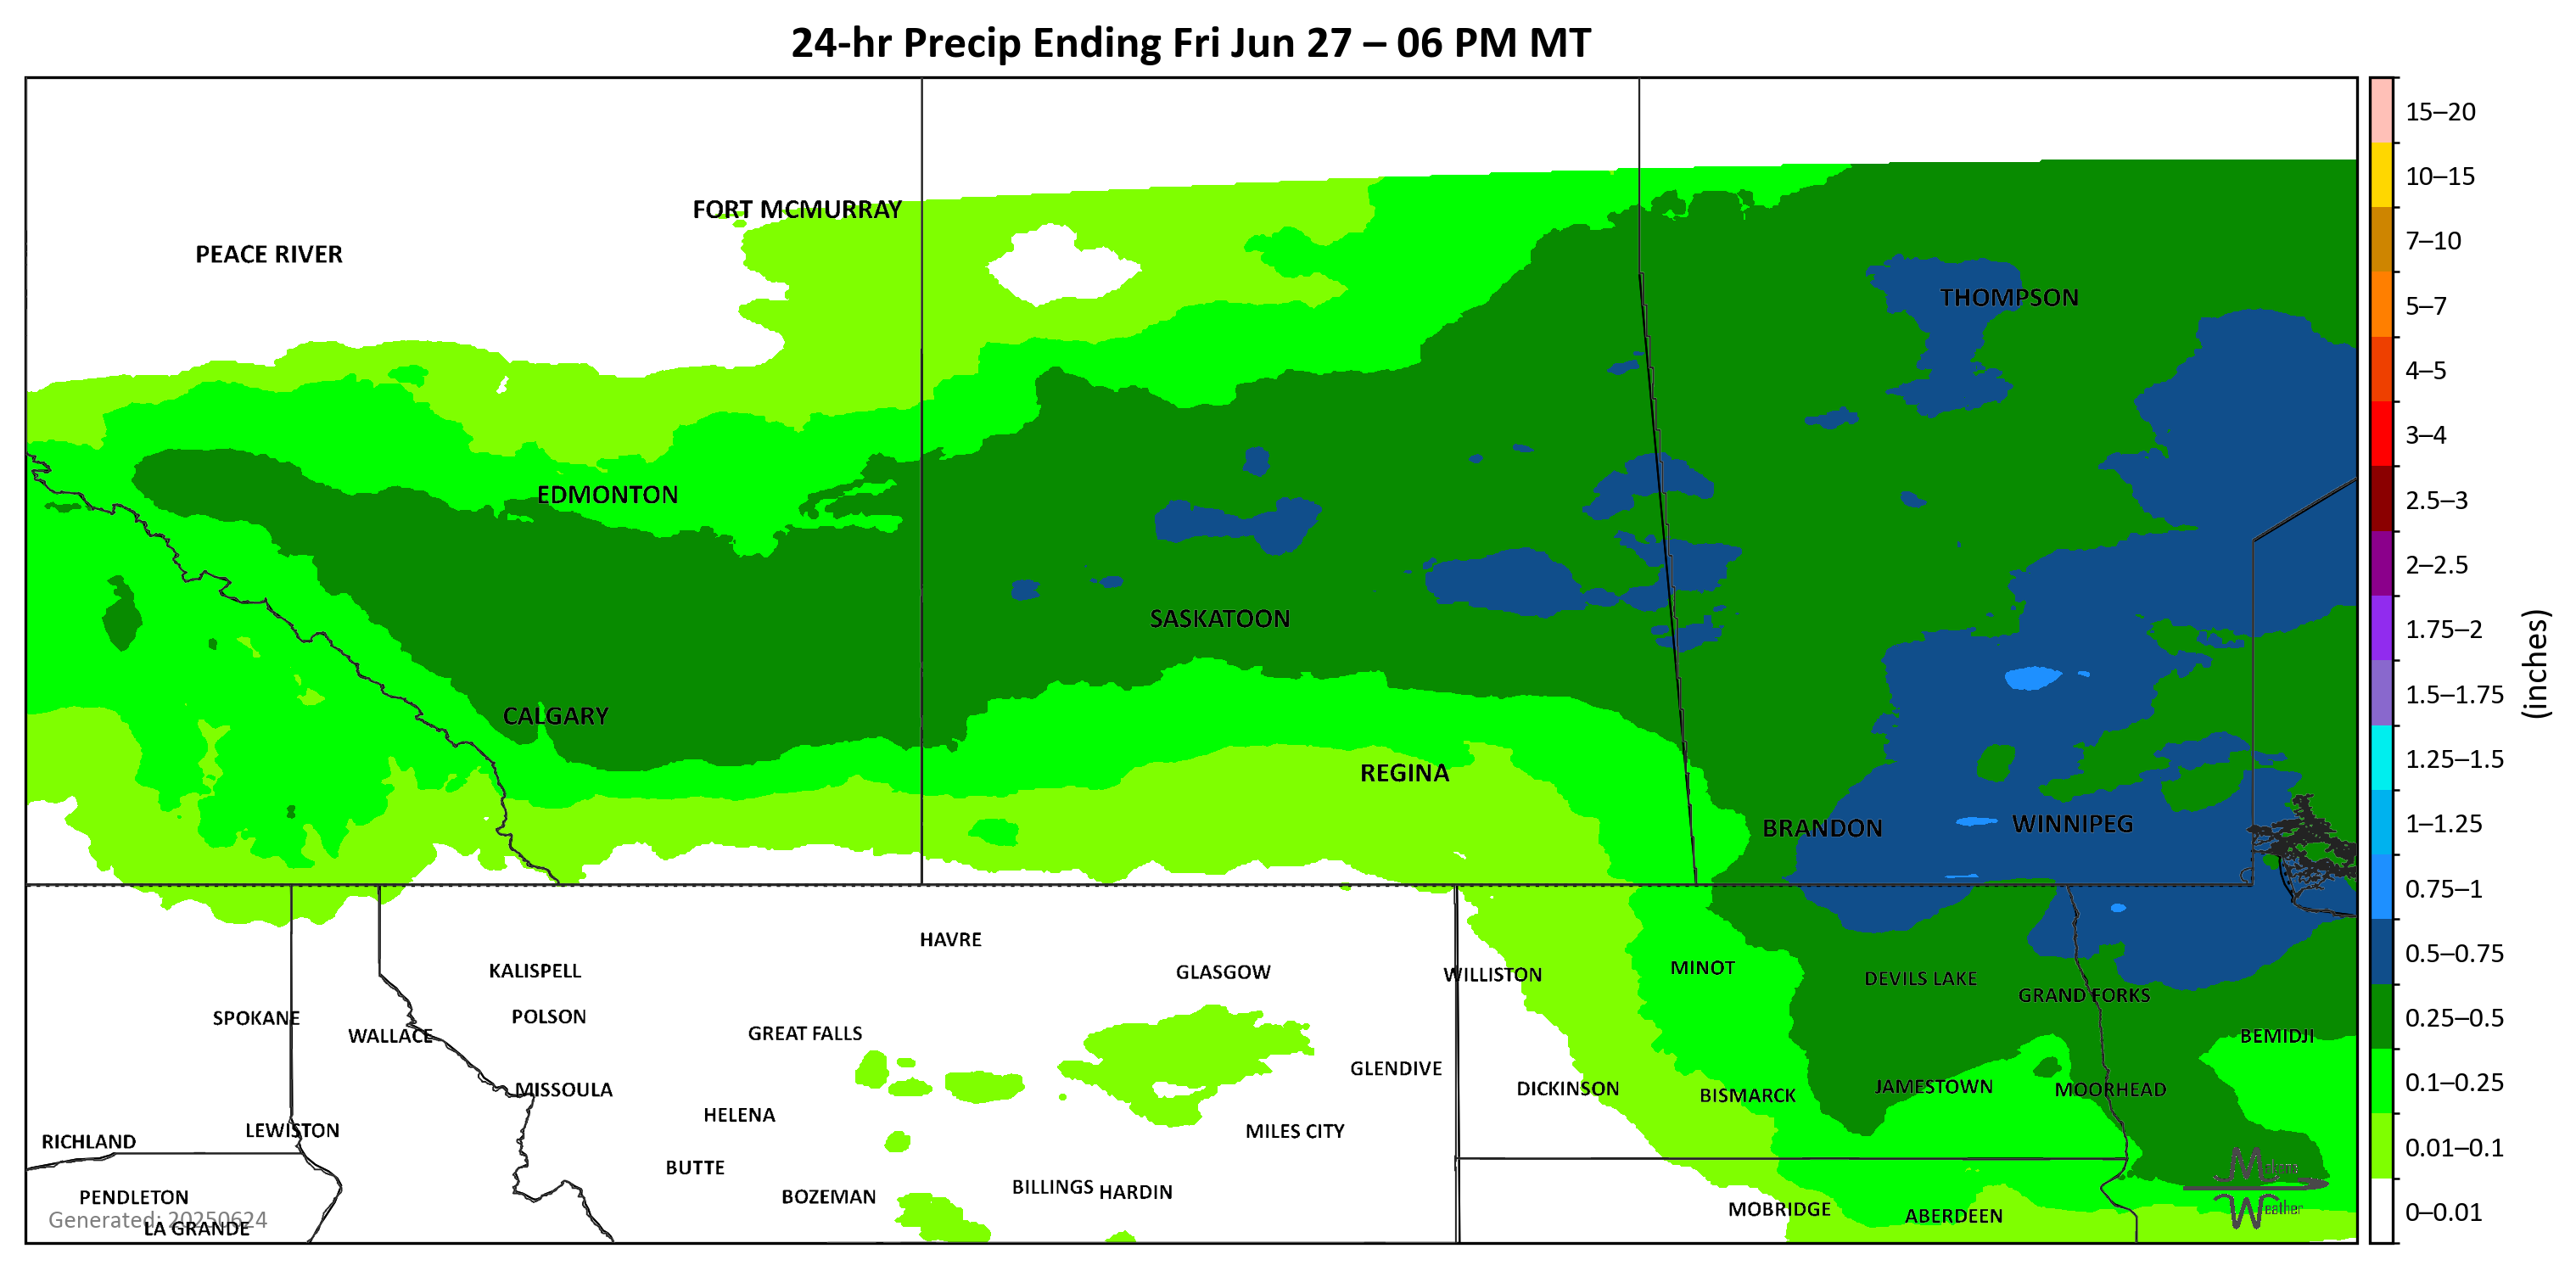 24-hr Precip Ending Fri Jun 27 – 06 PM MT
15–20
10–15
FORT MCMURRAY
7–10
PEACE RIVER
THOMPSON
5–7
4–5
3–4
EDMONTON
2.5–3
2–2.5
SASKATOON
1.75–2
(inches)
1.5–1.75
CALGARY
1.25–1.5
REGINA
BRANDON
WINNIPEG
1–1.25
0.75–1
HAVRE
0.5–0.75
KALISPELL
GLASGOW
WILLISTON
MINOT
DEVILS LAKE
GRAND FORKS
SPOKANE
POLSON
0.25–0.5
WALLACE
GREAT FALLS
BEMIDJI
GLENDIVE
0.1–0.25
MISSOULA
DICKINSON
BISMARCK
JAMESTOWN
MOORHEAD
HELENA
LEWISTON
MILES CITY
RICHLAND
0.01–0.1
BUTTE
PENDLETON
BOZEMAN
BILLINGS
HARDIN
Weather
MOBRIDGE
ABERDEEN
0–0.01
Generated: 20250624
LA GRANDE